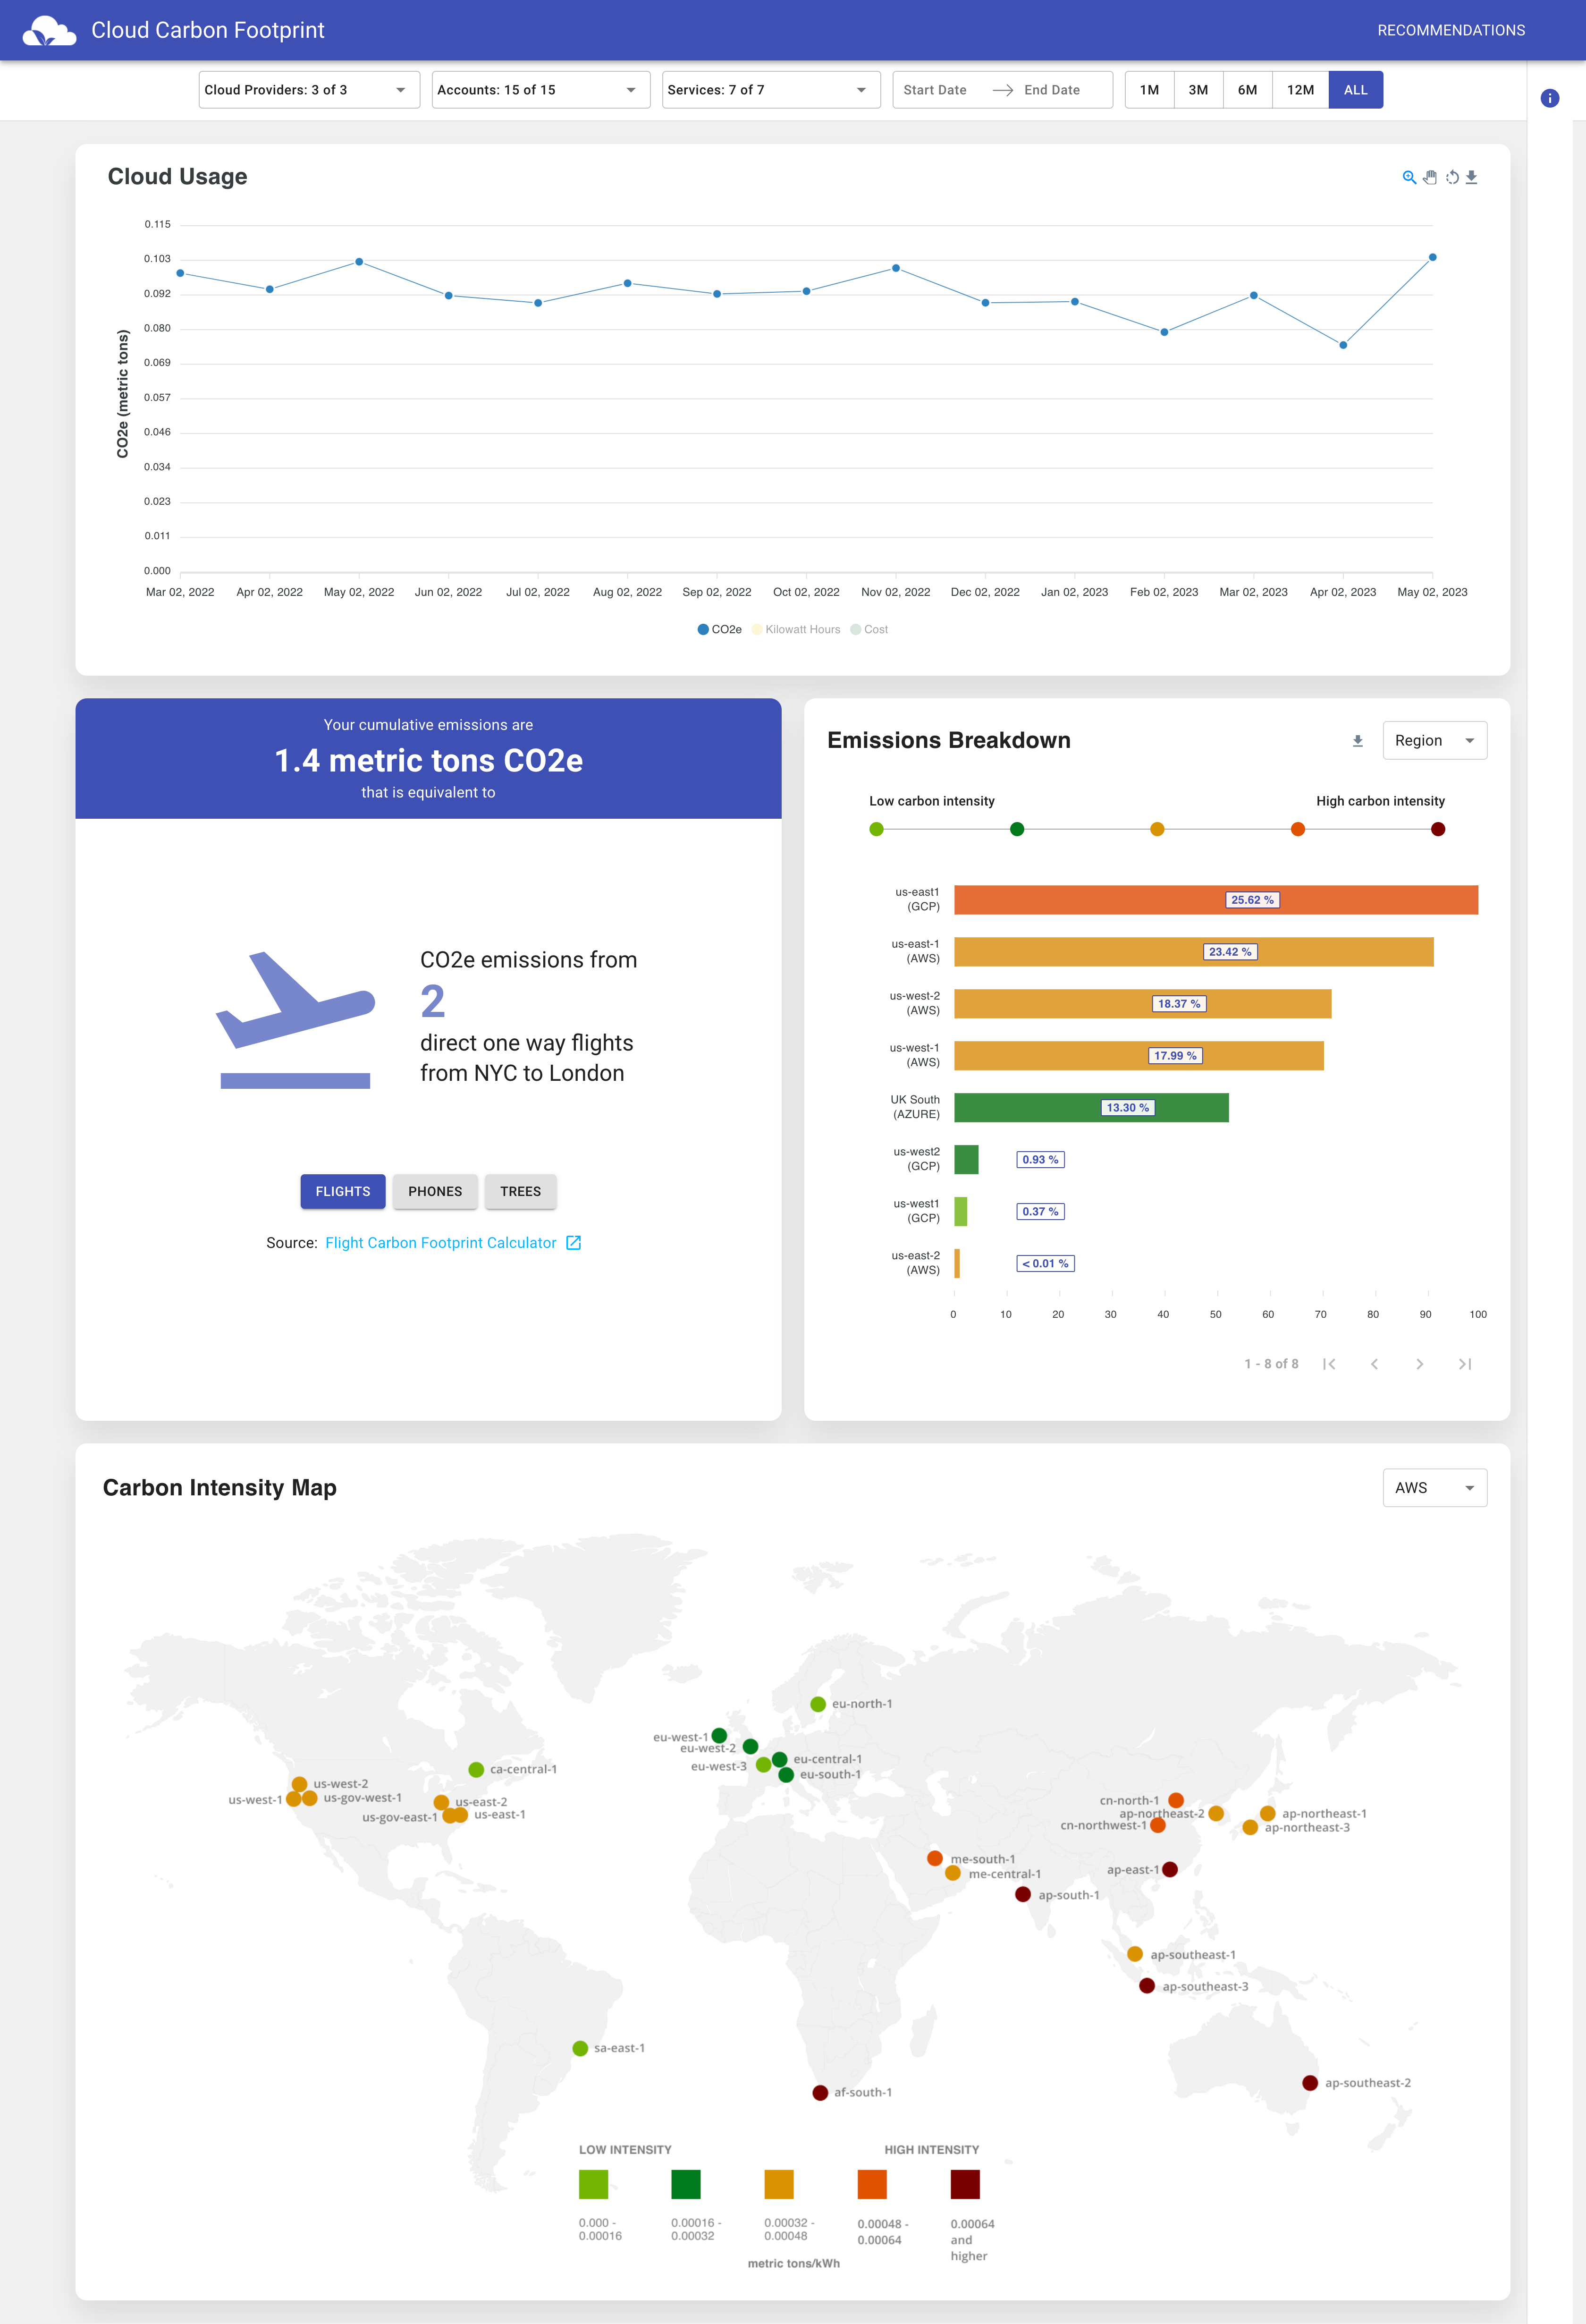 Cloud Carbon Footprint
RECOMMENDATIONS
Cloud Providers: 3 of 3
Accounts: 15 of 15
Services: 7 of 7
Start Date
End Date
1M
3M
6M
12M
ALL
Cloud Usage
CO2e (metric tons)
0.115
0.103
0.092
0.080
0.069
0.057
0.046
0.034
0.023
0.011
0.000
Mar 02, 2022
Apr 02, 2022
May 02, 2022
Jun 02, 2022
Jul 02, 2022
Aug 02, 2022
Sep 02, 2022
Oct 02, 2022
Nov 02, 2022
Dec 02, 2022
Jan 02, 2023
Feb 02, 2023
Mar 02, 2023
Apr 02, 2023
May 02, 2023
CO2e
Kilowatt Hours
Cost
Your cumulative emissions are
1.4 metric tons CO2e
that is equivalent to
CO2e emissions from
2
direct one way flights
from NYC to London
FLIGHTS
PHONES
TREES
Source: Flight Carbon Footprint Calculator
Emissions Breakdown
Region
Low carbon intensity
High carbon intensity
us-east1
(GCP)
25.62 %
us-east-1
(AWS)
23.42 %
us-west-2
(AWS)
18.37 %
us-west-1
(AWS)
17.99 %
UK South
(AZURE)
13.30 %
us-west2
(GCP)
0.93 %
us-west1
(GCP)
0.37 %
us-east-2
(AWS)
< 0.01 %
0
10
20
30
40
50
60
70
80
90
100
1 - 8 of 8
Carbon Intensity Map
AWS
eu-north-1
eu-west-1
eu-west-2
eu-west-3
eu-central-1
eu-south-1
ca-central-1
us-west-2
us-west-1
us-gov-west-1
us-east-2
us-gov-east-1
us-east-1
cn-north-1
ap-northeast-2
ap-northeast-1
cn-northwest-1
ap-northeast-3
me-south-1
me-central-1
ap-east-1
ap-south-1
ap-southeast-1
ap-southeast-3
sa-east-1
af-south-1
ap-southeast-2
LOW INTENSITY
HIGH INTENSITY
0.000 -
0.00016
0.00016 -
0.00032
0.00032 -
0.00048
0.00048 -
0.00064
0.00064
and
higher
metric tons/kWh